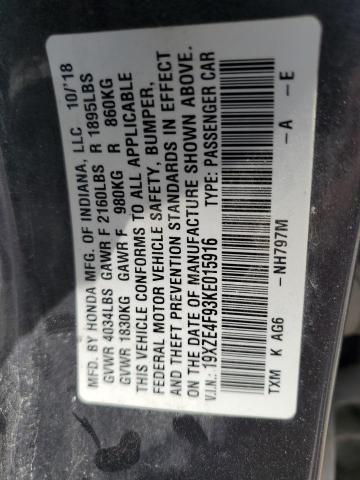 MFD. BY HONDA MFG. OF INDIANA, LLC 10/'18
GVWR 4034LBS GAWR F 2160LBS R 1895LBS
GVWR 1830KG GAWR F 980KG R 860KG
THIS VEHICLE CONFORMS TO ALL APPLICABLE
FEDERAL MOTOR VEHICLE SAFETY, BUMPER,
AND THEFT PREVENTION STANDARDS IN EFFECT
ON THE DATE OF MANUFACTURE SHOWN ABOVE.
V.I.N.: 19XZE4F93KE015916 TYPE: PASSENGER CAR
TXM K AG6 -NH797M -A -E